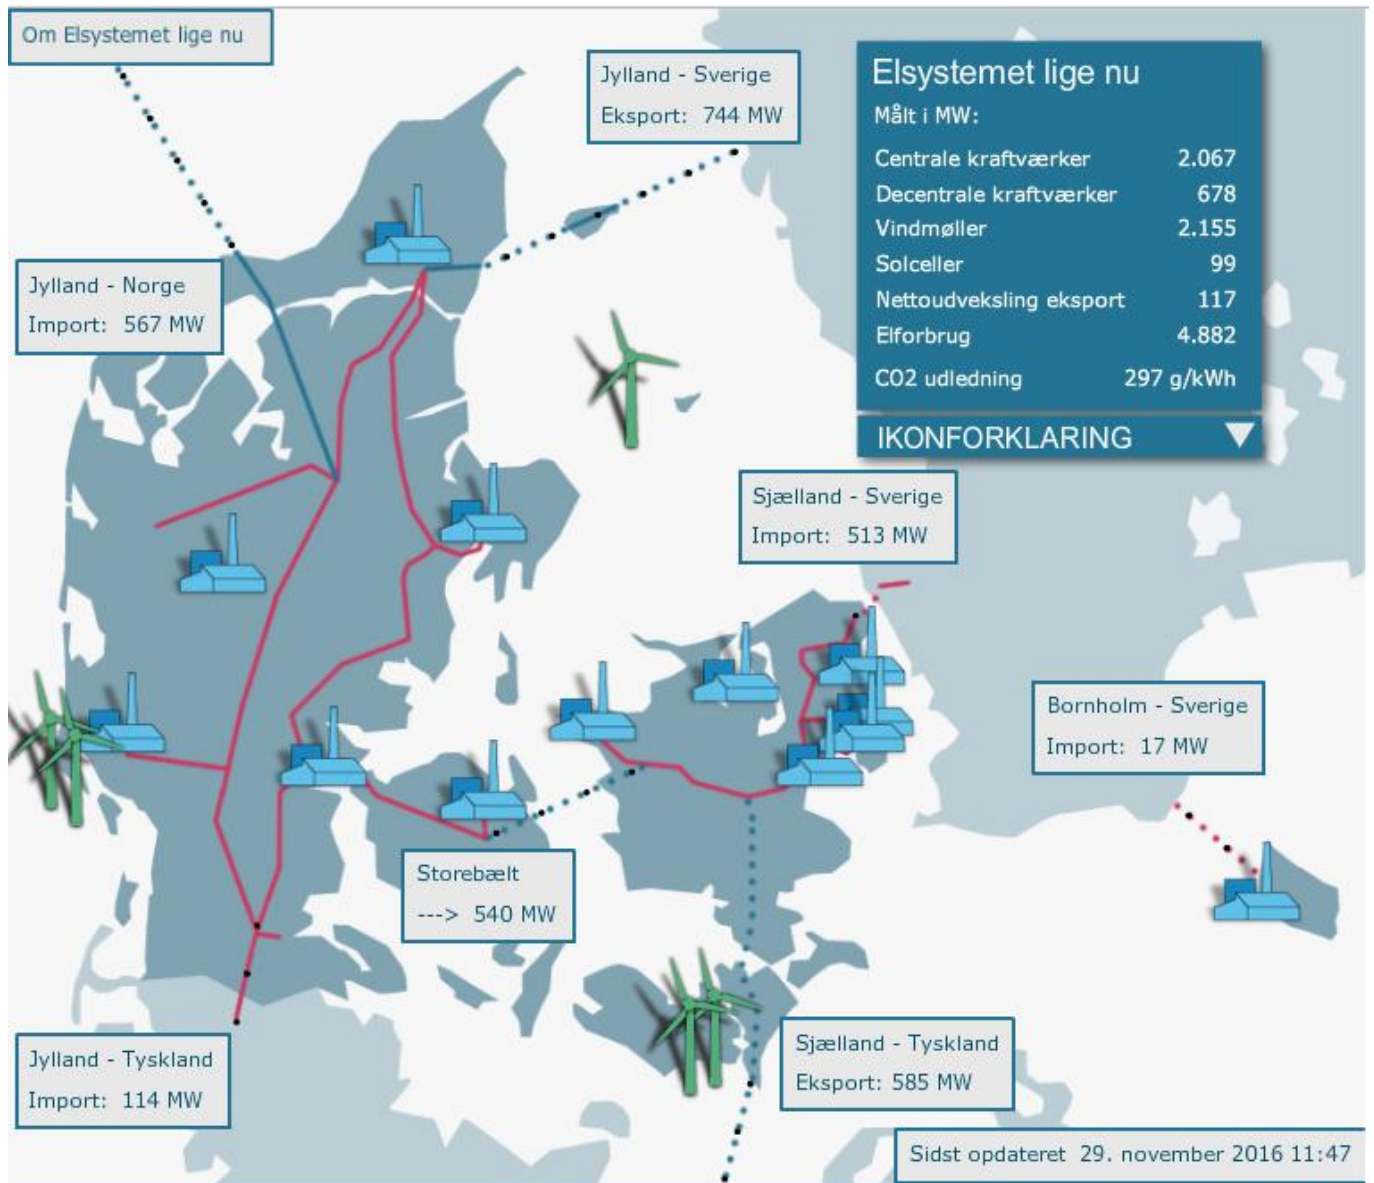 Om Elsystemet lige nu
Jylland - Sverige
Eksport: 744 MW
Elsystemet lige nu
Målt i MW:
Centrale kraftværker 2.067
Decentrale kraftværker 678
Vindmøller 2.155
Solceller 99
Nettoudveksling eksport 117
Elforbrug 4.882
CO2 udledning 297 g/kWh
IKONFORKLARING
Jylland - Norge
Import: 567 MW
Sjælland - Sverige
Import: 513 MW
Bornholm - Sverige
Import: 17 MW
Storebælt
---> 540 MW
Jylland - Tyskland
Import: 114 MW
Sjælland - Tyskland
Eksport: 585 MW
Sidst opdateret 29. november 2016 11:47